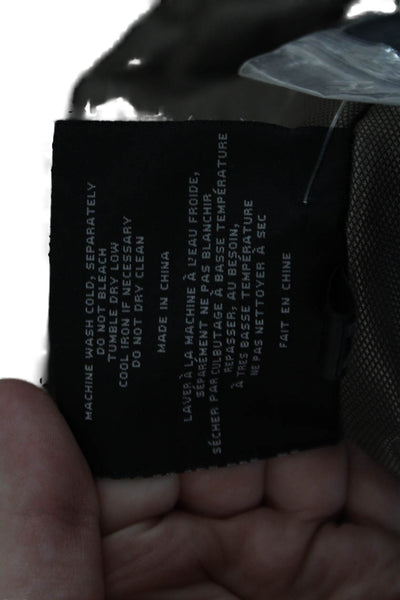 MACHINE WASH COLD, SEPARATELY
DO NOT BLEACH
TUMBLE DRY LOW
COOL IRON IF NECESSARY
DO NOT DRY CLEAN
MADE IN CHINA
LAVER À LA MACHINE À L'EAU FROIDE,
SÉPARÉMENT NE PAS BLANCHIR
SÉCHER PAR CULBUTAGE À BASSE TEMPÉRATURE
REPASSER, AU BESOIN,
À TRES BASSE TEMPÉRATURE
NE PAS NETTOYER À SEC
FAIT EN CHINE